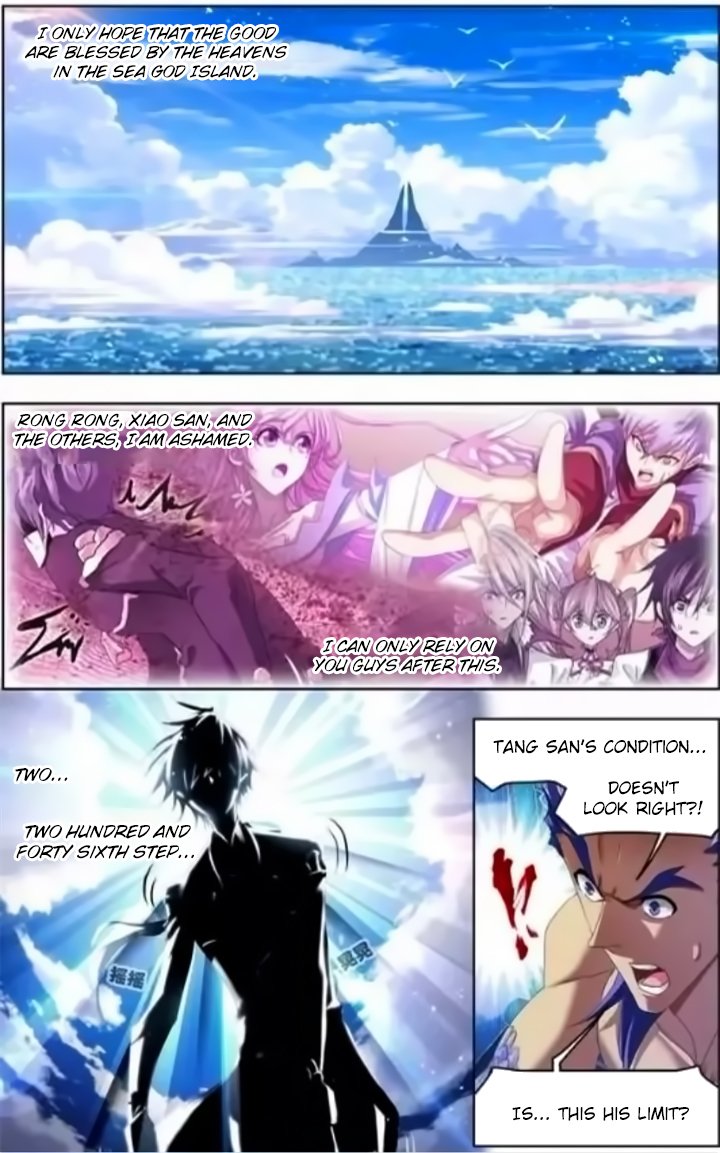 I ONLY HOPE THAT THE GOOD
ARE BLESSED BY THE HEAVENS
IN THE SEA GOD ISLAND.
RONG RONG, XIAO SAN, AND
THE OTHERS, I AM ASHAMED.
I CAN ONLY RELY ON
YOU GUYS AFTER THIS.
TWO...
TWO HUNDRED AND
FORTY SIXTH STEP...
摇摇
晃晃
TANG SAN'S CONDITION...
DOESN'T
LOOK RIGHT?!
!!
IS... THIS HIS LIMIT?